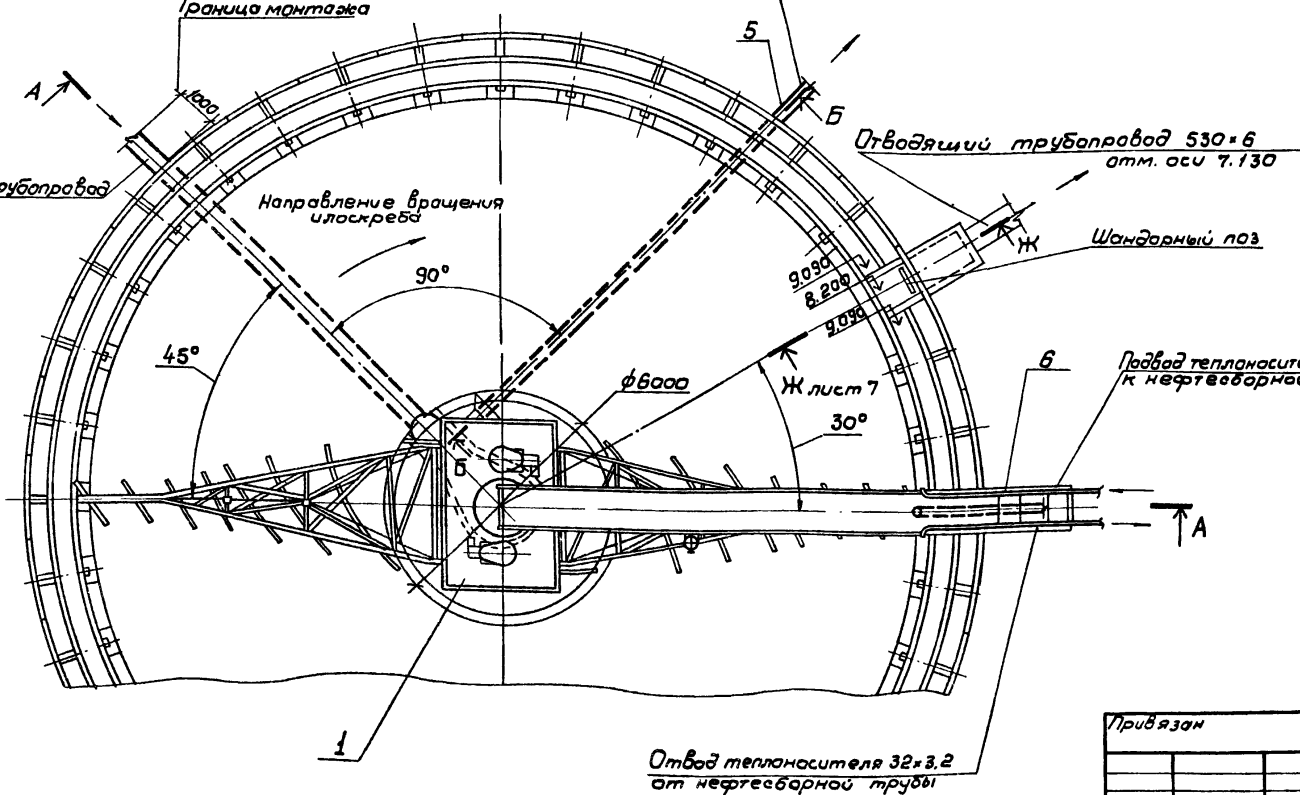 Граница монтажа
5
А
1000
Б
Отводящий трубопровод 530×6
отм. оси 7.130
трубопровод
Направление вращения
илоскреба
Ж
Шандорный паз
9.090
8.200
9.090
90°
45°
ф6000
Ж лист 7
30°
6
Подвод теплоносит
к нефтесборной
Б
А
1
Привязан
Отвод теплоносителя 32×3,2
от нефтесборной трубы